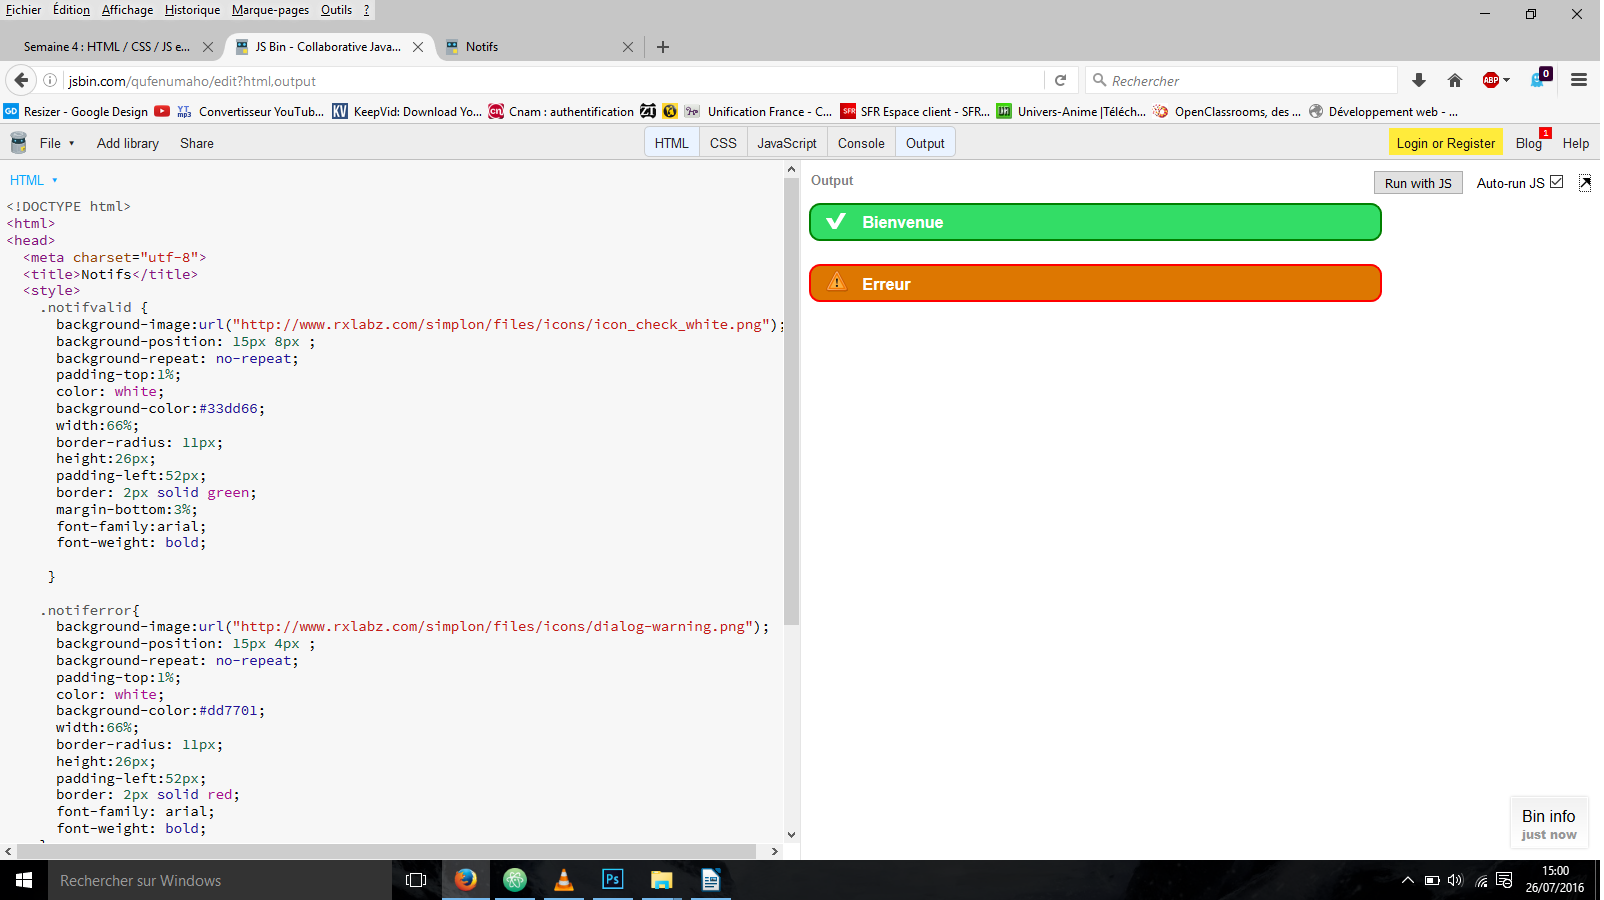 Fichier Édition Affichage Historique Marque-pages Outils ?
Semaine 4 : HTML / CSS / JS e... JS Bin - Collaborative Java... Notifs
jsbin.com/qufenumaho/edit?html,output Rechercher ABP 0
GD Resizer - Google Design Y.T. mp3 Convertisseur YouTub... KV KeepVid: Download Yo... cn Cnam : authentification ZT Unification France - C... SFR SFR Espace client - SFR... Univers-Anime |Téléch... OpenClassrooms, des ... Développement web - ...
File Add library Share HTML CSS JavaScript Console Output Login or Register Blog 1 Help
HTML
<!DOCTYPE html>
<html>
<head>
<meta charset="utf-8">
<title>Notifs</title>
<style>
.notifvalid {
background-image:url("http://www.rxlabz.com/simplon/files/icons/icon_check_white.png");
background-position: 15px 8px ;
background-repeat: no-repeat;
padding-top:1%;
color: white;
background-color:#33dd66;
width:66%;
border-radius: 11px;
height:26px;
padding-left:52px;
border: 2px solid green;
margin-bottom:3%;
font-family:arial;
font-weight: bold;
}
.notiferror{
background-image:url("http://www.rxlabz.com/simplon/files/icons/dialog-warning.png");
background-position: 15px 4px ;
background-repeat: no-repeat;
padding-top:1%;
color: white;
background-color:#dd7701;
width:66%;
border-radius: 11px;
height:26px;
padding-left:52px;
border: 2px solid red;
font-family: arial;
font-weight: bold;
Output Run with JS Auto-run JS
Bienvenue
Erreur
Bin info
just now
Rechercher sur Windows Ps
15:00
26/07/2016